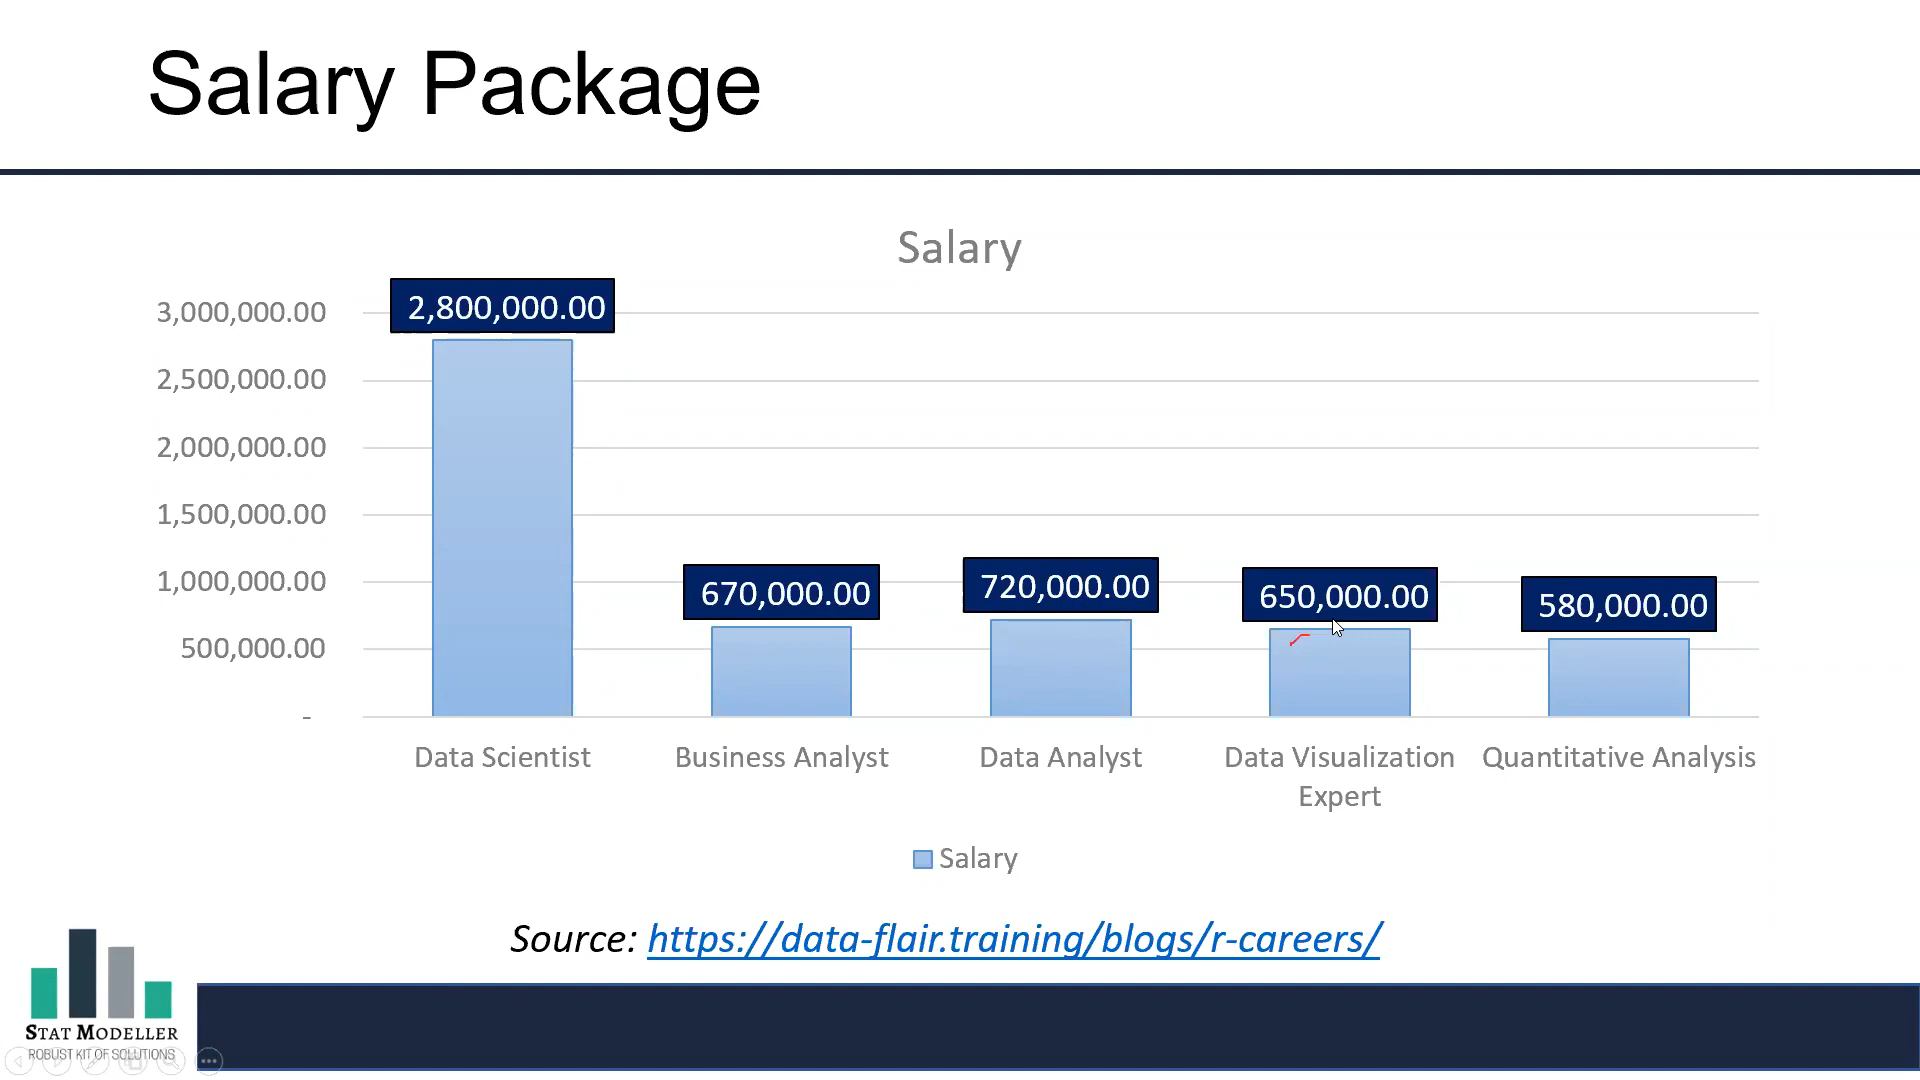 Salary Package
Salary
3,000,000.00
2,500,000.00
2,000,000.00
1,500,000.00
1,000,000.00
500,000.00
-
2,800,000.00
670,000.00
720,000.00
650,000.00
580,000.00
Data Scientist
Business Analyst
Data Analyst
Data Visualization
Expert
Quantitative Analysis
Salary
Source: https://data-flair.training/blogs/r-careers/
STAT MODELLER
ROBUST KIT OF SOLUTIONS